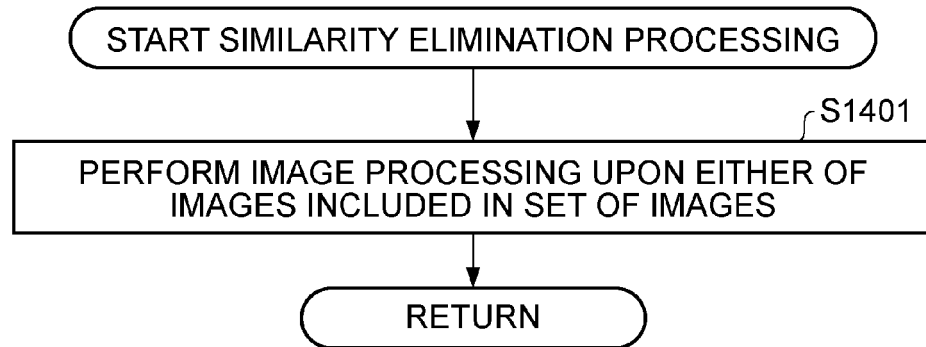 START SIMILARITY ELIMINATION PROCESSING
S1401
PERFORM IMAGE PROCESSING UPON EITHER OF
IMAGES INCLUDED IN SET OF IMAGES
RETURN